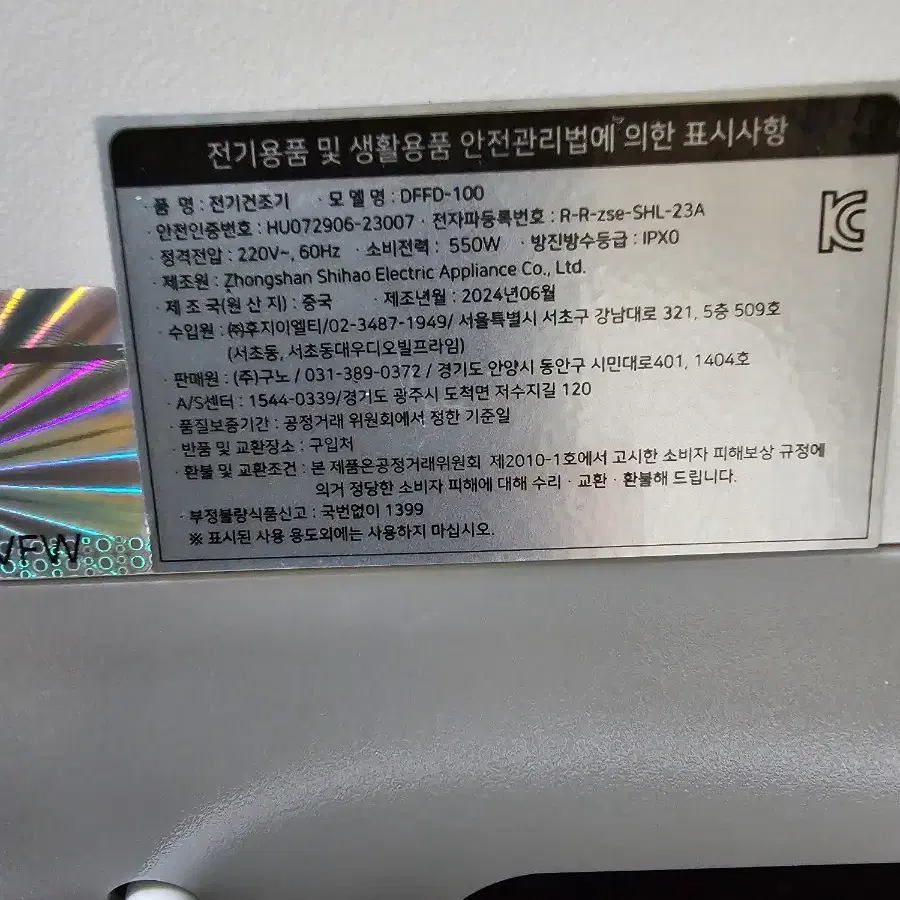 전기용품 및 생활용품 안전관리법에 의한 표시사항
· 품 명 : 전기건조기 · 모 델 명 : DFFD-100
· 안전인증번호 : HU072906-23007 · 전자파등록번호 : R-R-zse-SHL-23A
· 정격전압 : 220V~, 60Hz · 소비전력 : 550W · 방진방수등급 : IPX0
· 제조원 : Zhongshan Shihao Electric Appliance Co., Ltd.
· 제 조 국(원 산 지) : 중국 · 제조년월 : 2024년06월
· 수입원 : ㈜후지이엘티/02-3487-1949/ 서울특별시 서초구 강남대로 321, 5층 509호
(서초동, 서초동대우디오빌프라임)
· 판매원 : (주)구노 / 031-389-0372 / 경기도 안양시 동안구 시민대로401, 1404호
· A/S센터 : 1544-0339/경기도 광주시 도척면 저수지길 120
· 품질보증기간 : 공정거래 위원회에서 정한 기준일
· 반품 및 교환장소 : 구입처
· 환불 및 교환조건 : 본 제품은공정거래위원회 제2010-1호에서 고시한 소비자 피해보상 규정에
의거 정당한 소비자 피해에 대해 수리 · 교환 · 환불해 드립니다.
· 부정불량식품신고 : 국번없이 1399
※ 표시된 사용 용도외에는 사용하지 마십시오.
KC
VFW